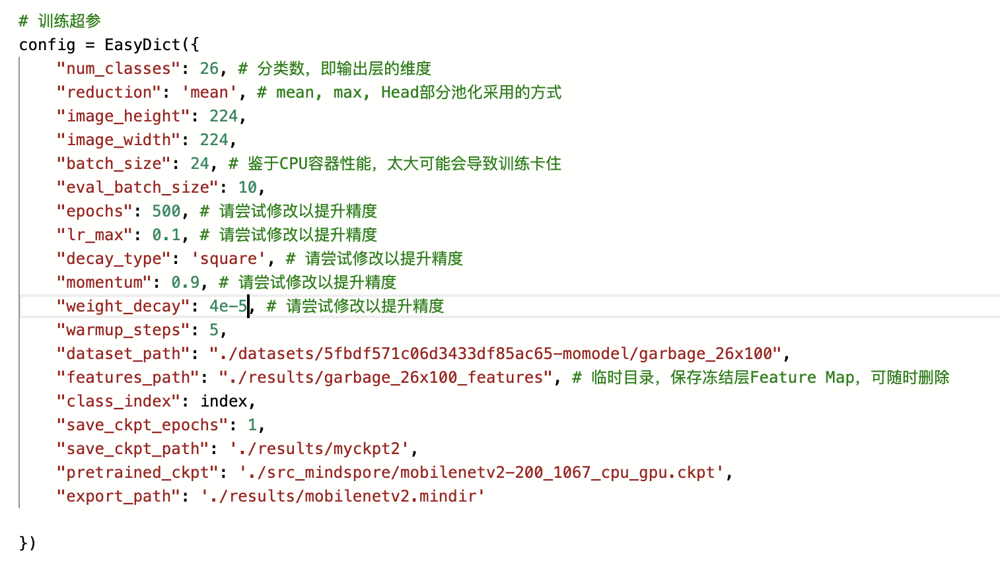 # 训练超参
config = EasyDict({
    "num_classes": 26, # 分类数，即输出层的维度
    "reduction": 'mean', # mean, max, Head部分池化采用的方式
    "image_height": 224,
    "image_width": 224,
    "batch_size": 24, # 鉴于CPU容器性能，太大可能会导致训练卡住
    "eval_batch_size": 10,
    "epochs": 500, # 请尝试修改以提升精度
    "lr_max": 0.1, # 请尝试修改以提升精度
    "decay_type": 'square', # 请尝试修改以提升精度
    "momentum": 0.9, # 请尝试修改以提升精度
    "weight_decay": 4e-5, # 请尝试修改以提升精度
    "warmup_steps": 5,
    "dataset_path": "./datasets/5fbdf571c06d3433df85ac65-momodel/garbage_26x100",
    "features_path": "./results/garbage_26x100_features", # 临时目录，保存冻结层Feature Map，可随时删除
    "class_index": index,
    "save_ckpt_epochs": 1,
    "save_ckpt_path": './results/myckpt2',
    "pretrained_ckpt": './src_mindspore/mobilenetv2-200_1067_cpu_gpu.ckpt',
    "export_path": './results/mobilenetv2.mindir'
})